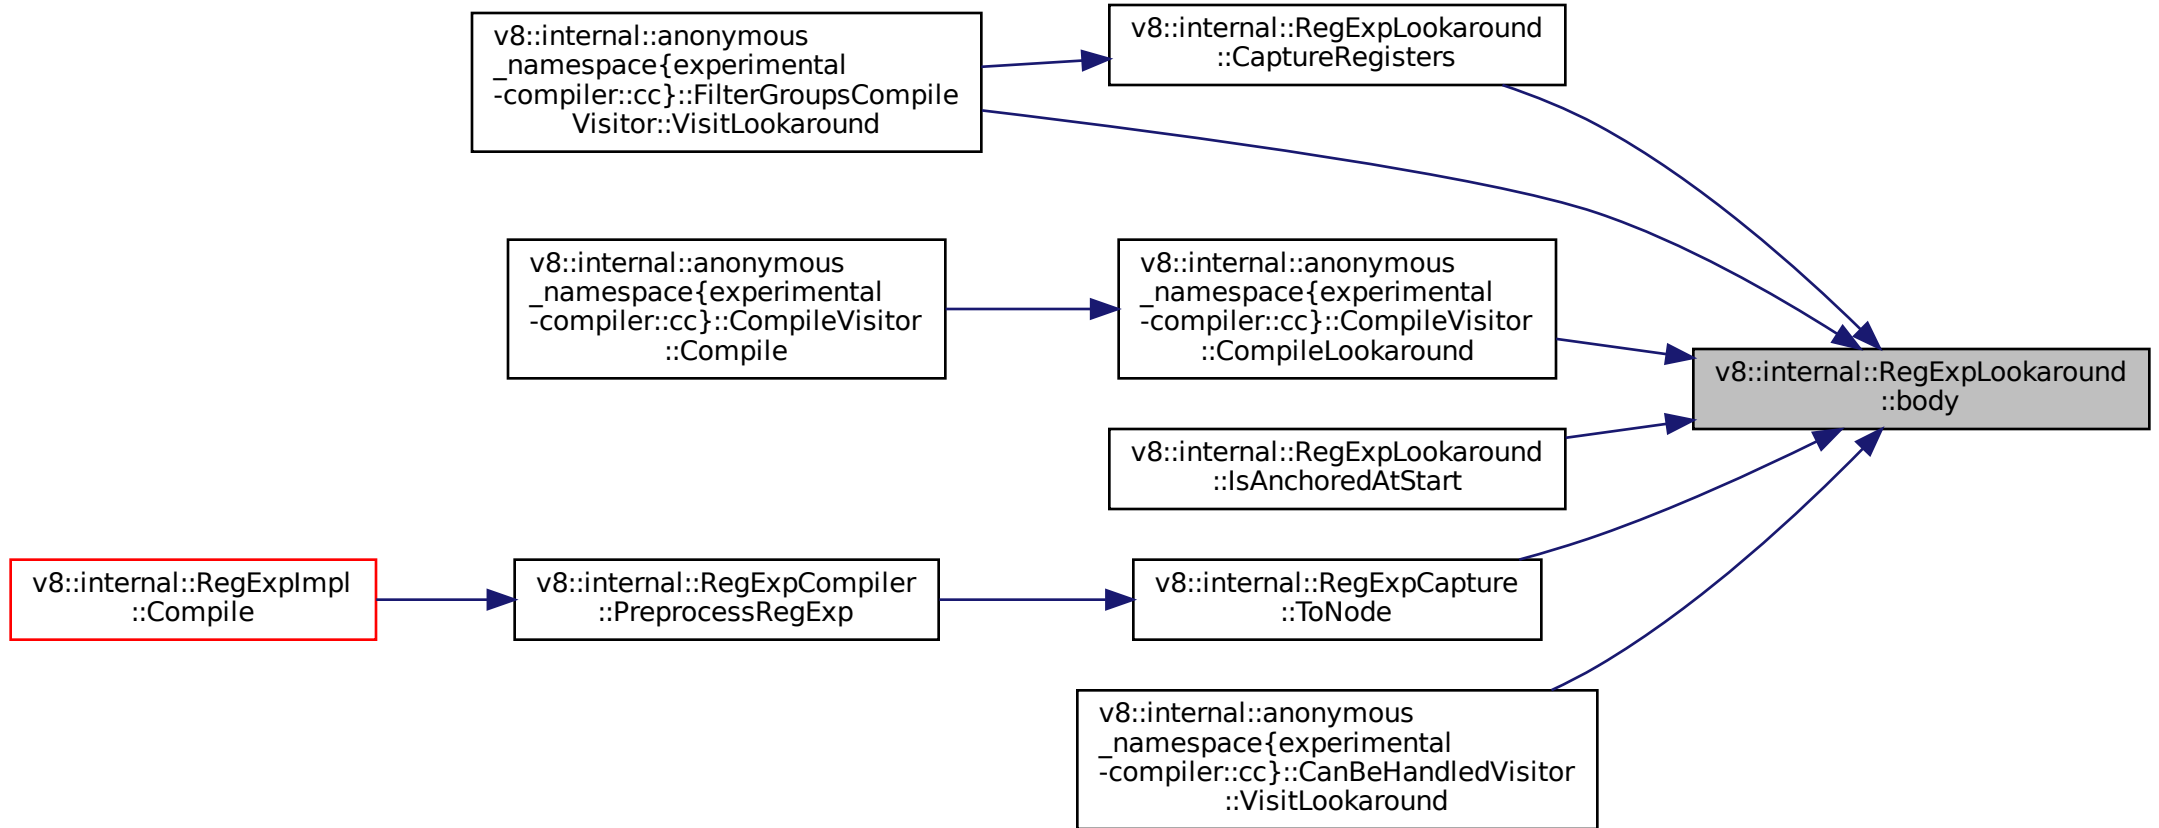 v8::internal::anonymous
_namespace{experimental
-compiler::cc}::FilterGroupsCompile
Visitor::VisitLookaround
v8::internal::RegExpLookaround
::CaptureRegisters
v8::internal::anonymous
_namespace{experimental
-compiler::cc}::CompileVisitor
::Compile
v8::internal::anonymous
_namespace{experimental
-compiler::cc}::CompileVisitor
::CompileLookaround
v8::internal::RegExpLookaround
::body
v8::internal::RegExpLookaround
::IsAnchoredAtStart
v8::internal::RegExpImpl
::Compile
v8::internal::RegExpCompiler
::PreprocessRegExp
v8::internal::RegExpCapture
::ToNode
v8::internal::anonymous
_namespace{experimental
-compiler::cc}::CanBeHandledVisitor
::VisitLookaround